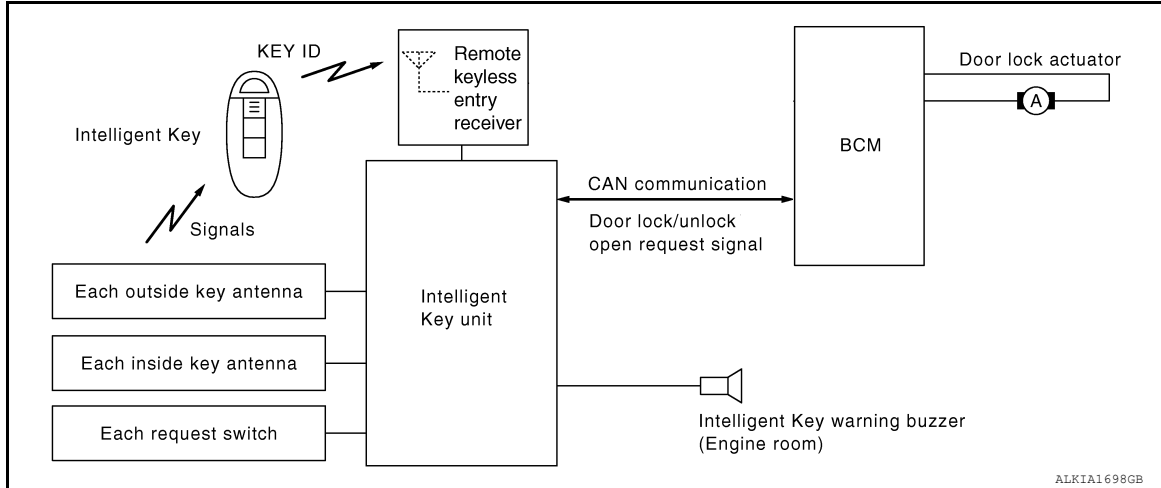 KEY ID
Remote
keyless
entry
receiver
Intelligent Key
Signals
Each outside key antenna
Each inside key antenna
Each request switch
Intelligent
Key unit
CAN communication
Door lock/unlock
open request signal
BCM
Door lock actuator
A
Intelligent Key warning buzzer
(Engine room)
ALKIA1698GB